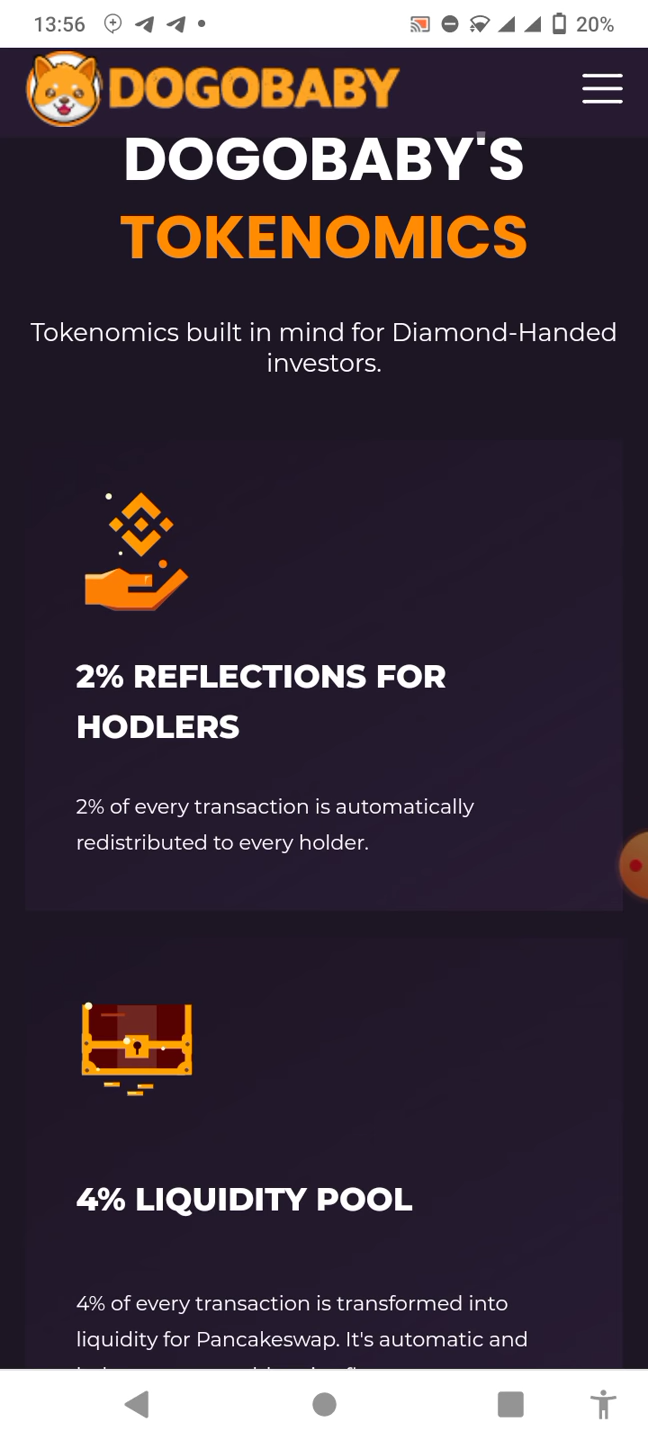 13:56
20%
DOGOBABY
DOGOBABY'S
TOKENOMICS
Tokenomics built in mind for Diamond-Handed
investors.
2% REFLECTIONS FOR
HODLERS
2% of every transaction is automatically
redistributed to every holder.
4% LIQUIDITY POOL
4% of every transaction is transformed into
liquidity for Pancakeswap. It's automatic and